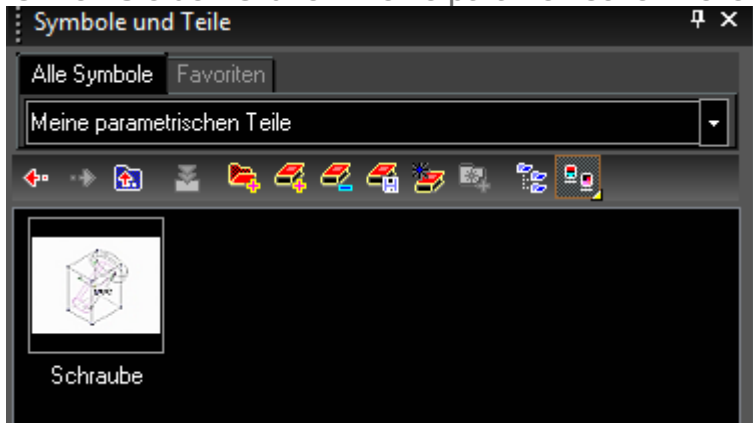 Symbole und Teile
Alle Symbole Favoriten
Meine parametrischen Teile
Schraube